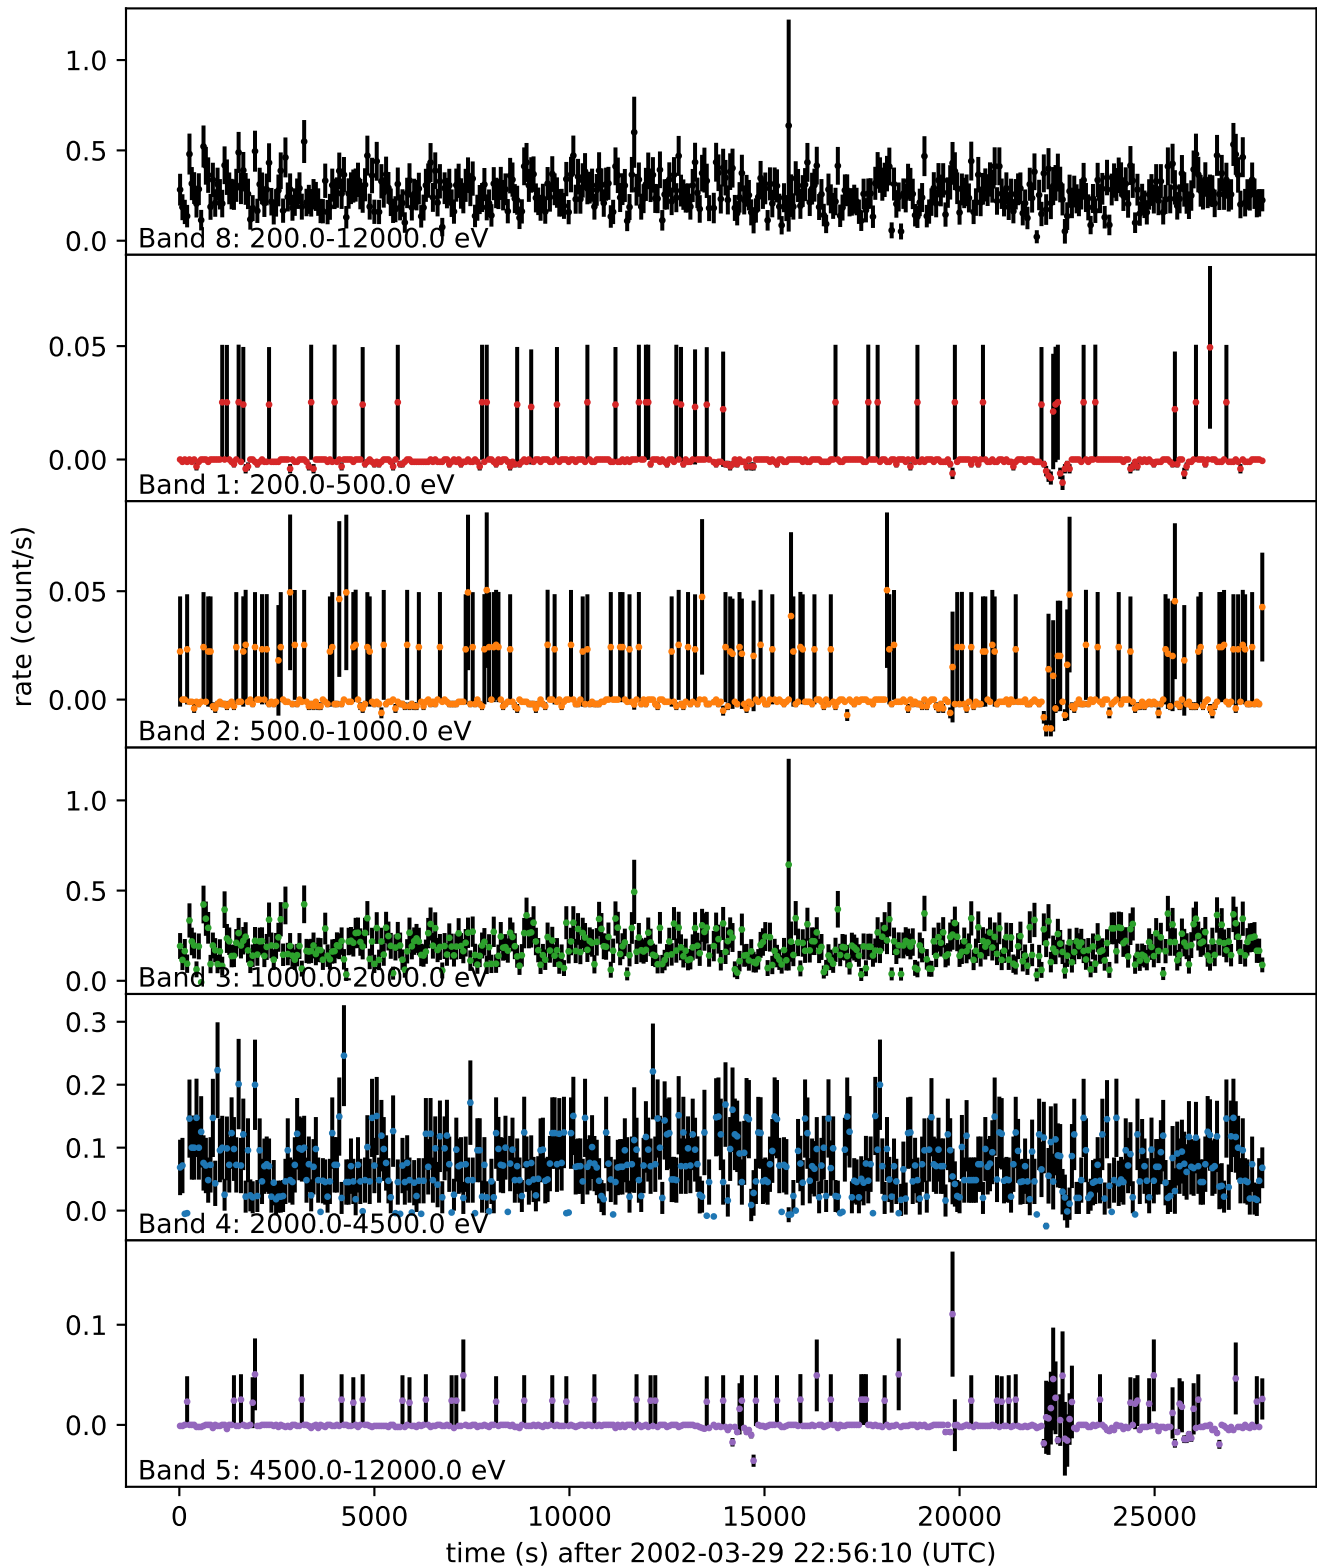 1.0
0.5
0.0
Band 8: 200.0-12000.0 eV
0.05
0.00
Band 1: 200.0-500.0 eV
rate (count/s)
0.05
0.00
Band 2: 500.0-1000.0 eV
1.0
0.5
0.0
Band 3: 1000.0-2000.0 eV
0.3
0.2
0.1
0.0
Band 4: 2000.0-4500.0 eV
0.1
0.0
Band 5: 4500.0-12000.0 eV
0 5000 10000 15000 20000 25000
time (s) after 2002-03-29 22:56:10 (UTC)